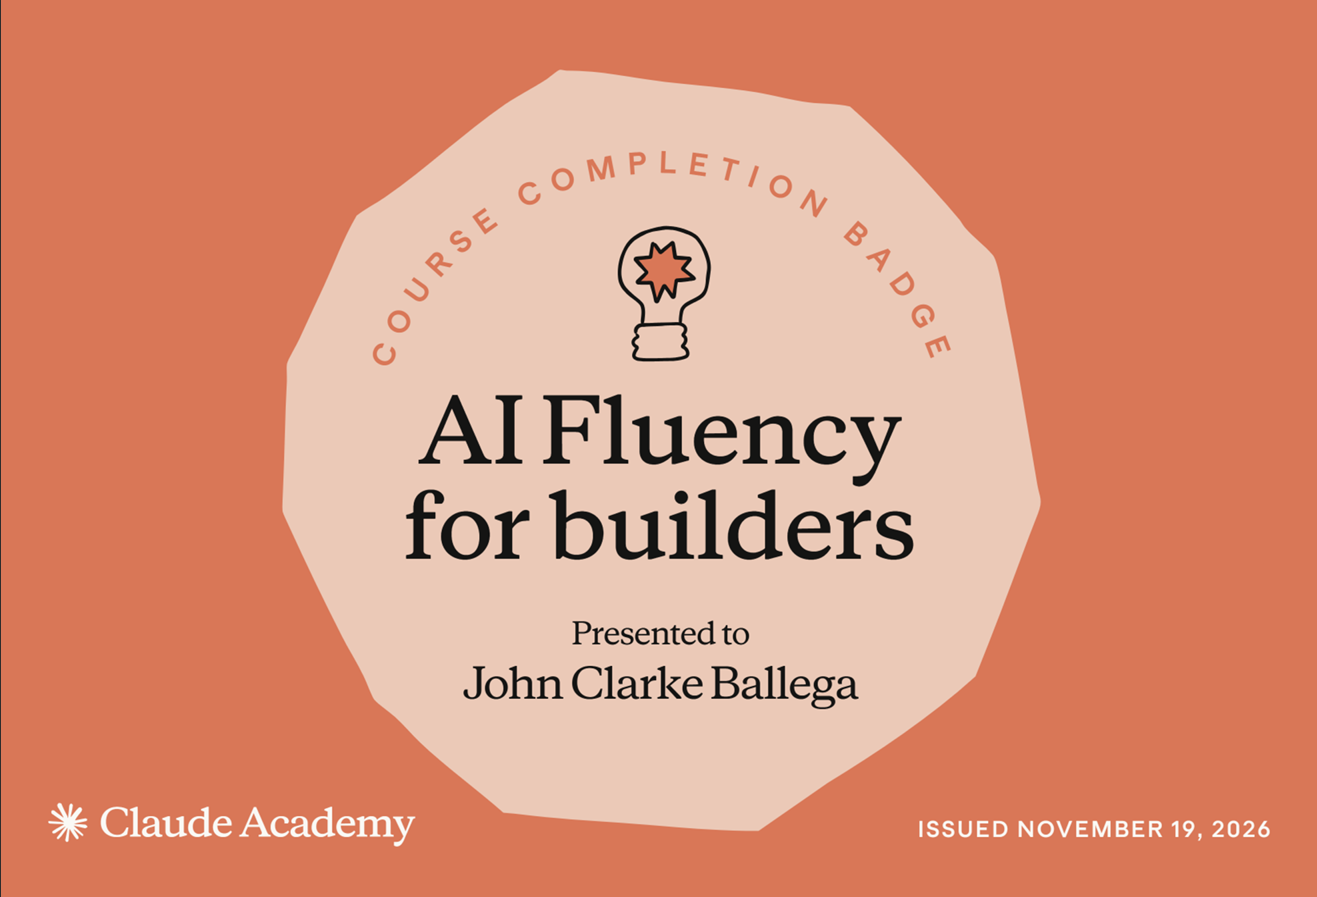 COURSE COMPLETION BADGE
AI Fluency
for builders
Presented to
John Clarke Ballega
Claude Academy
ISSUED NOVEMBER 19, 2026